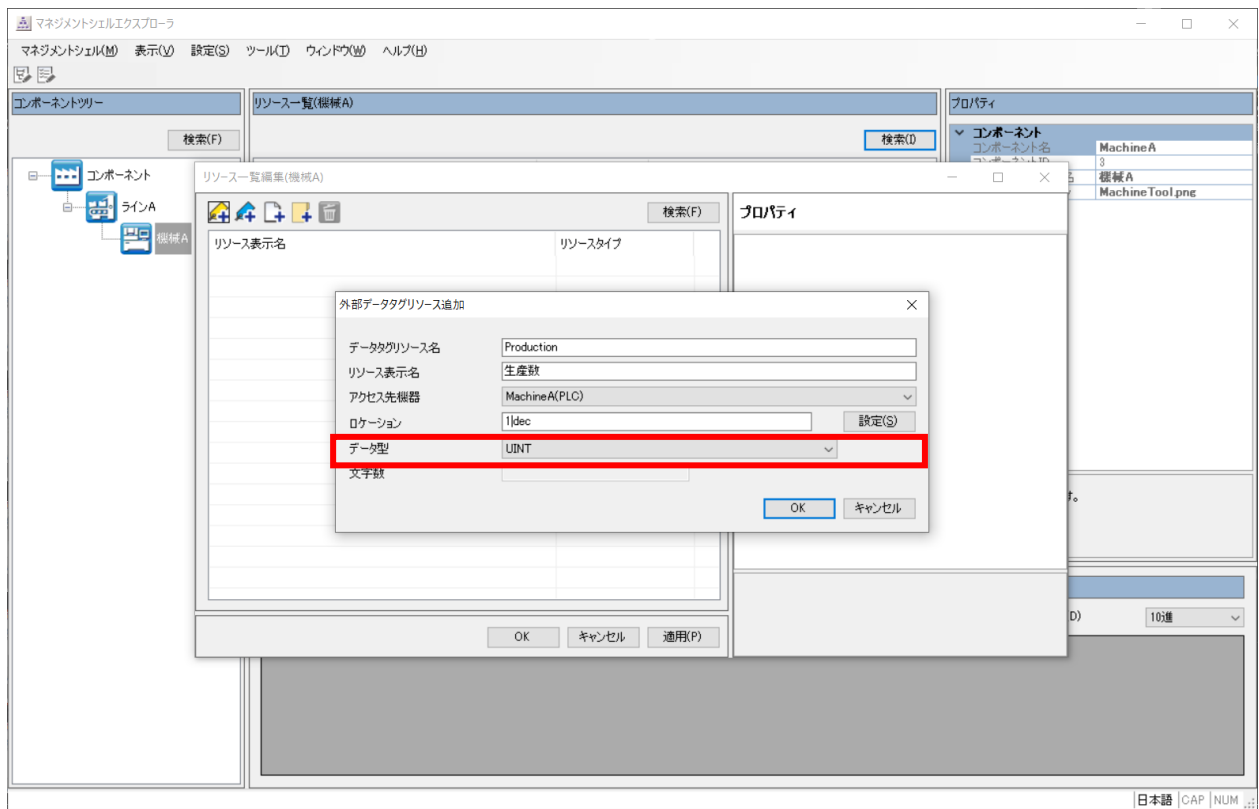 マネジメントシェルエクスプローラ
マネジメントシェル(M) 表示(V) 設定(S) ツール(T) ウィンドウ(W) ヘルプ(H)
コンポーネントツリー
検索(F)
コンポーネント
ラインA
機械A
リソース一覧(機械A)
検索(I)
プロパティ
コンポーネント
コンポーネント名 MachineA
コンポーネントID 3
機械A
MachineTool.png
リソース一覧編集(機械A)
検索(F)
リソース表示名 リソースタイプ
プロパティ
外部データタグリソース追加
データタグリソース名 Production
リソース表示名 生産数
アクセス先機器 MachineA(PLC)
ロケーション 1|dec 設定(S)
データ型 UINT
文字数
OK キャンセル
す。
OK キャンセル 適用(P)
D) 10進
日本語 CAP NUM